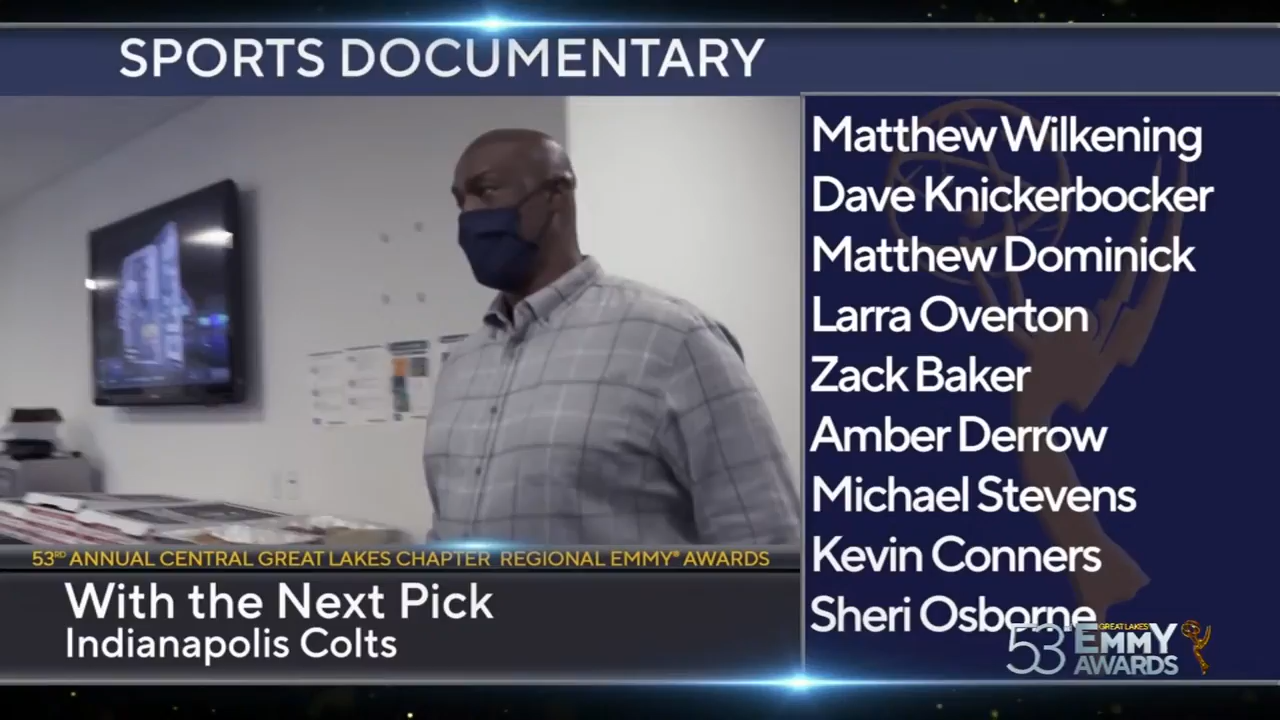 SPORTS DOCUMENTARY
Matthew Wilkening
Dave Knickerbocker
Matthew Dominick
Larra Overton
Zack Baker
Amber Derrow
Michael Stevens
Kevin Conners
Sheri Osborne
53RD ANNUAL CENTRAL GREAT LAKES CHAPTER REGIONAL EMMY® AWARDS
With the Next Pick
Indianapolis Colts
GREAT LAKES
53rd EMMY
AWARDS